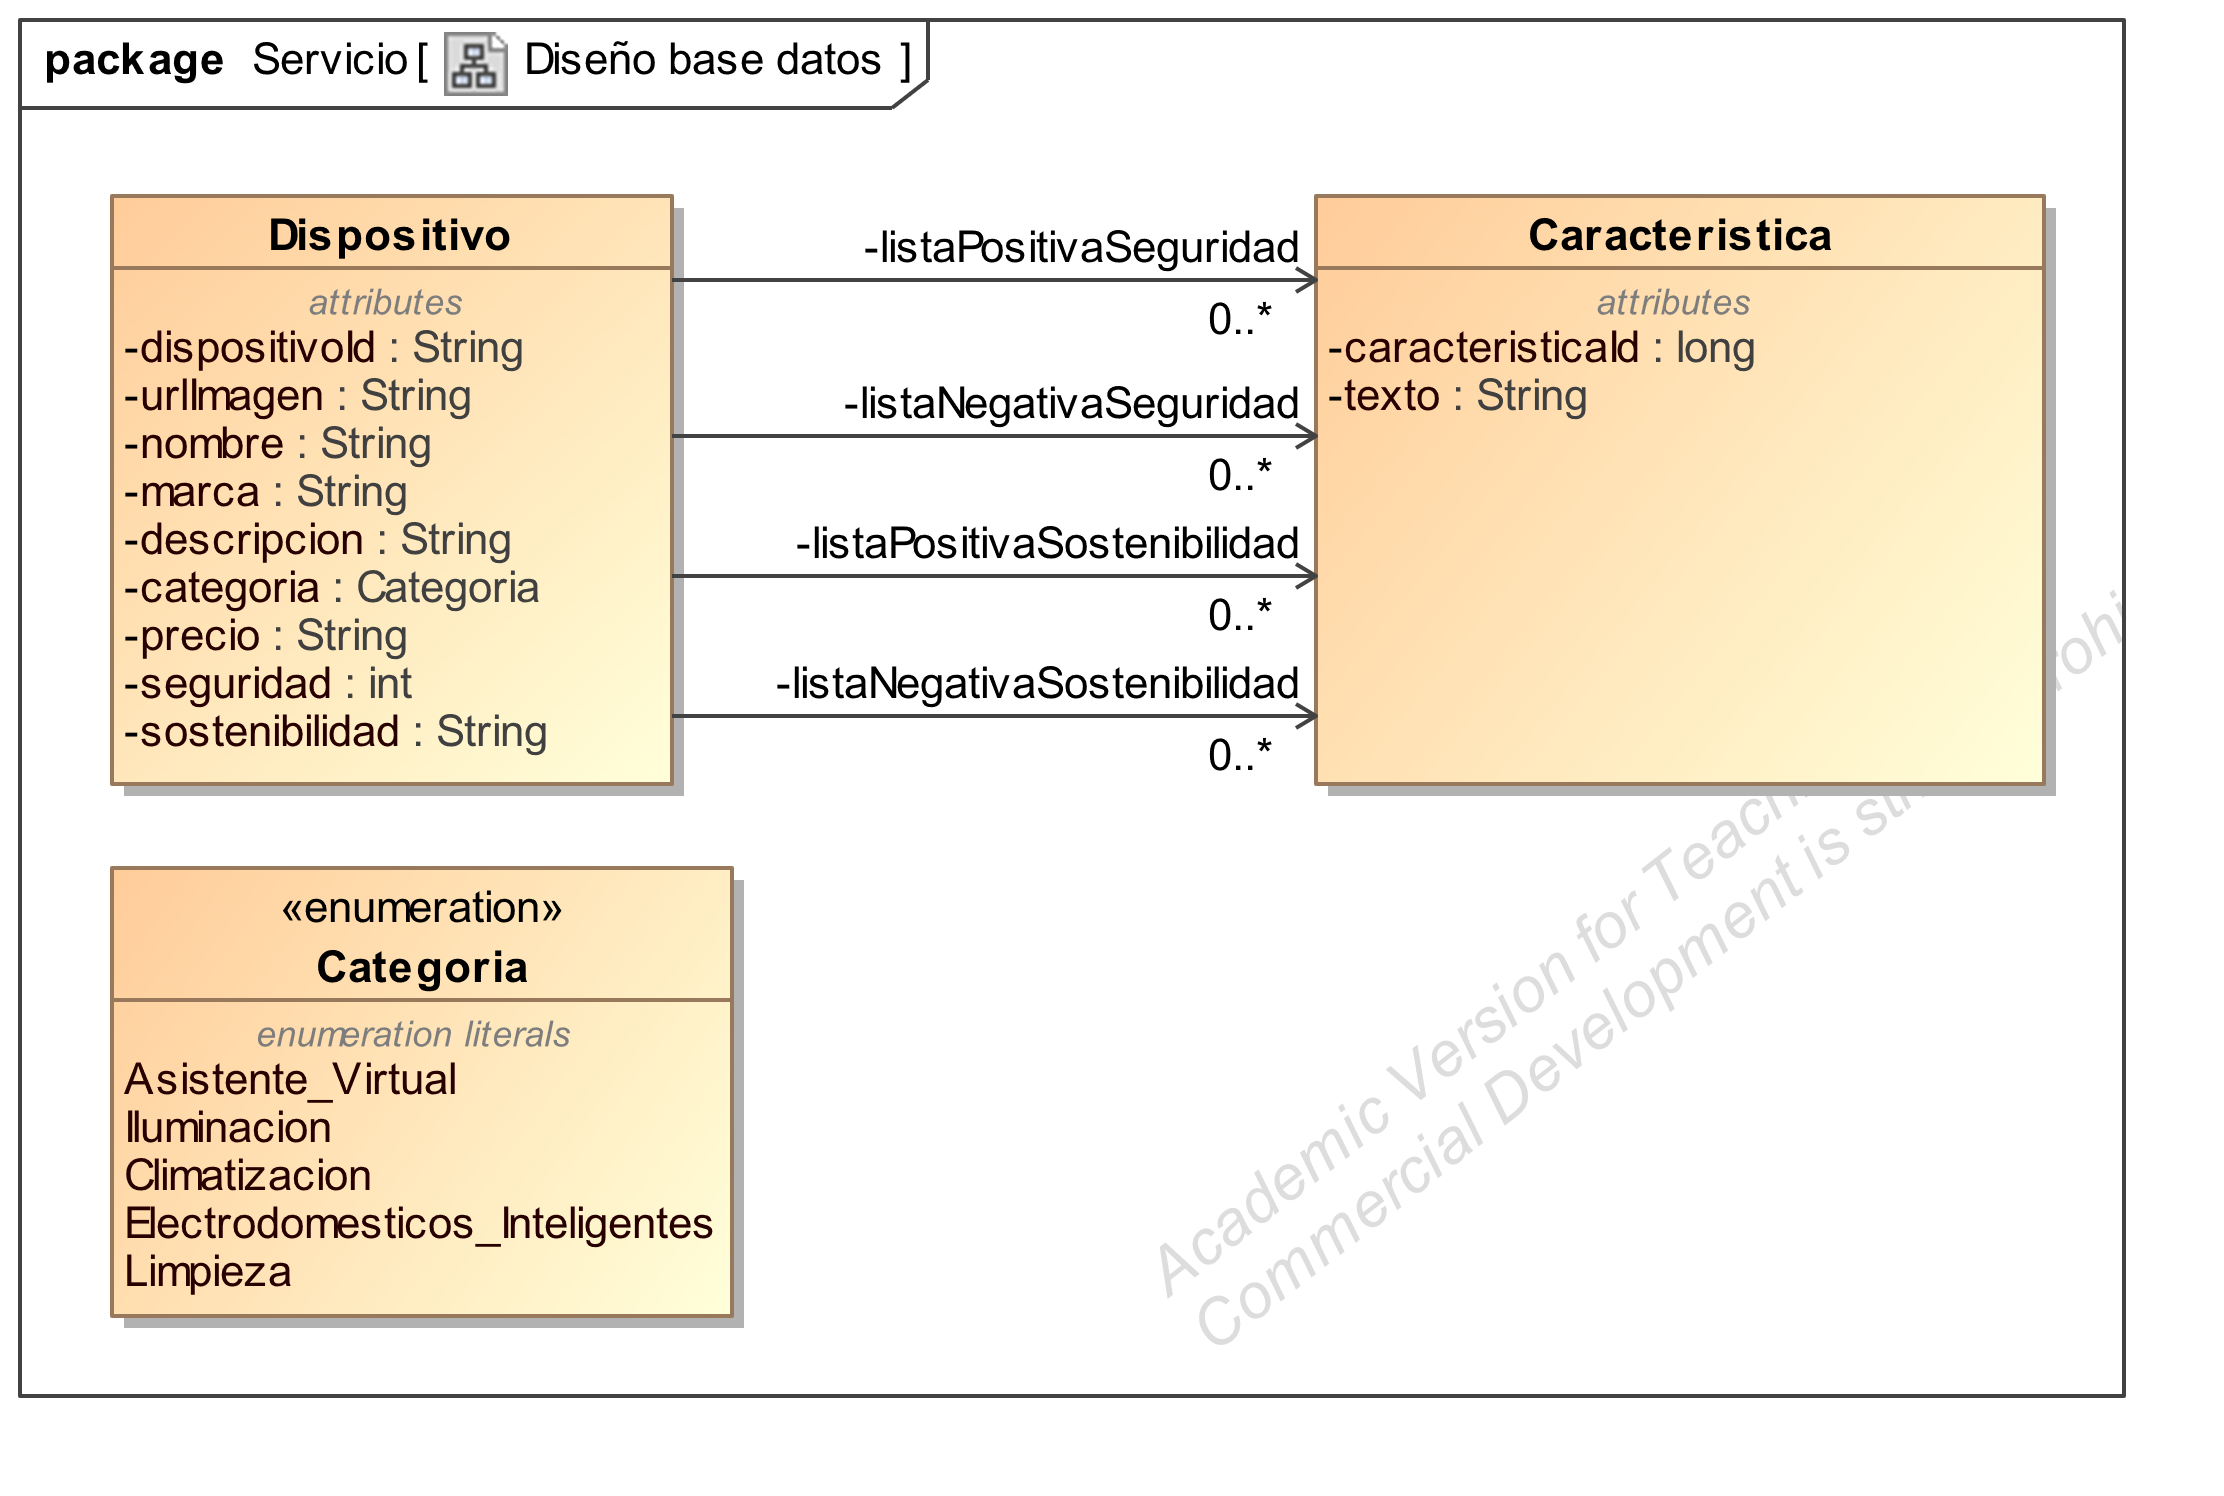 package Servicio [ Diseño base datos ]
Dispositivo
attributes
-dispositivoId : String
-urlImagen : String
-nombre : String
-marca : String
-descripcion : String
-categoria : Categoria
-precio : String
-seguridad : int
-sostenibilidad : String
-listaPositivaSeguridad
0..*
-listaNegativaSeguridad
0..*
-listaPositivaSostenibilidad
0..*
-listaNegativaSostenibilidad
0..*
Caracteristica
attributes
-caracteristicaId : long
-texto : String
«enumeration»
Categoria
enumeration literals
Asistente_Virtual
Iluminacion
Climatizacion
Electrodomesticos_Inteligentes
Limpieza
Academic Version for
Commercial Development is